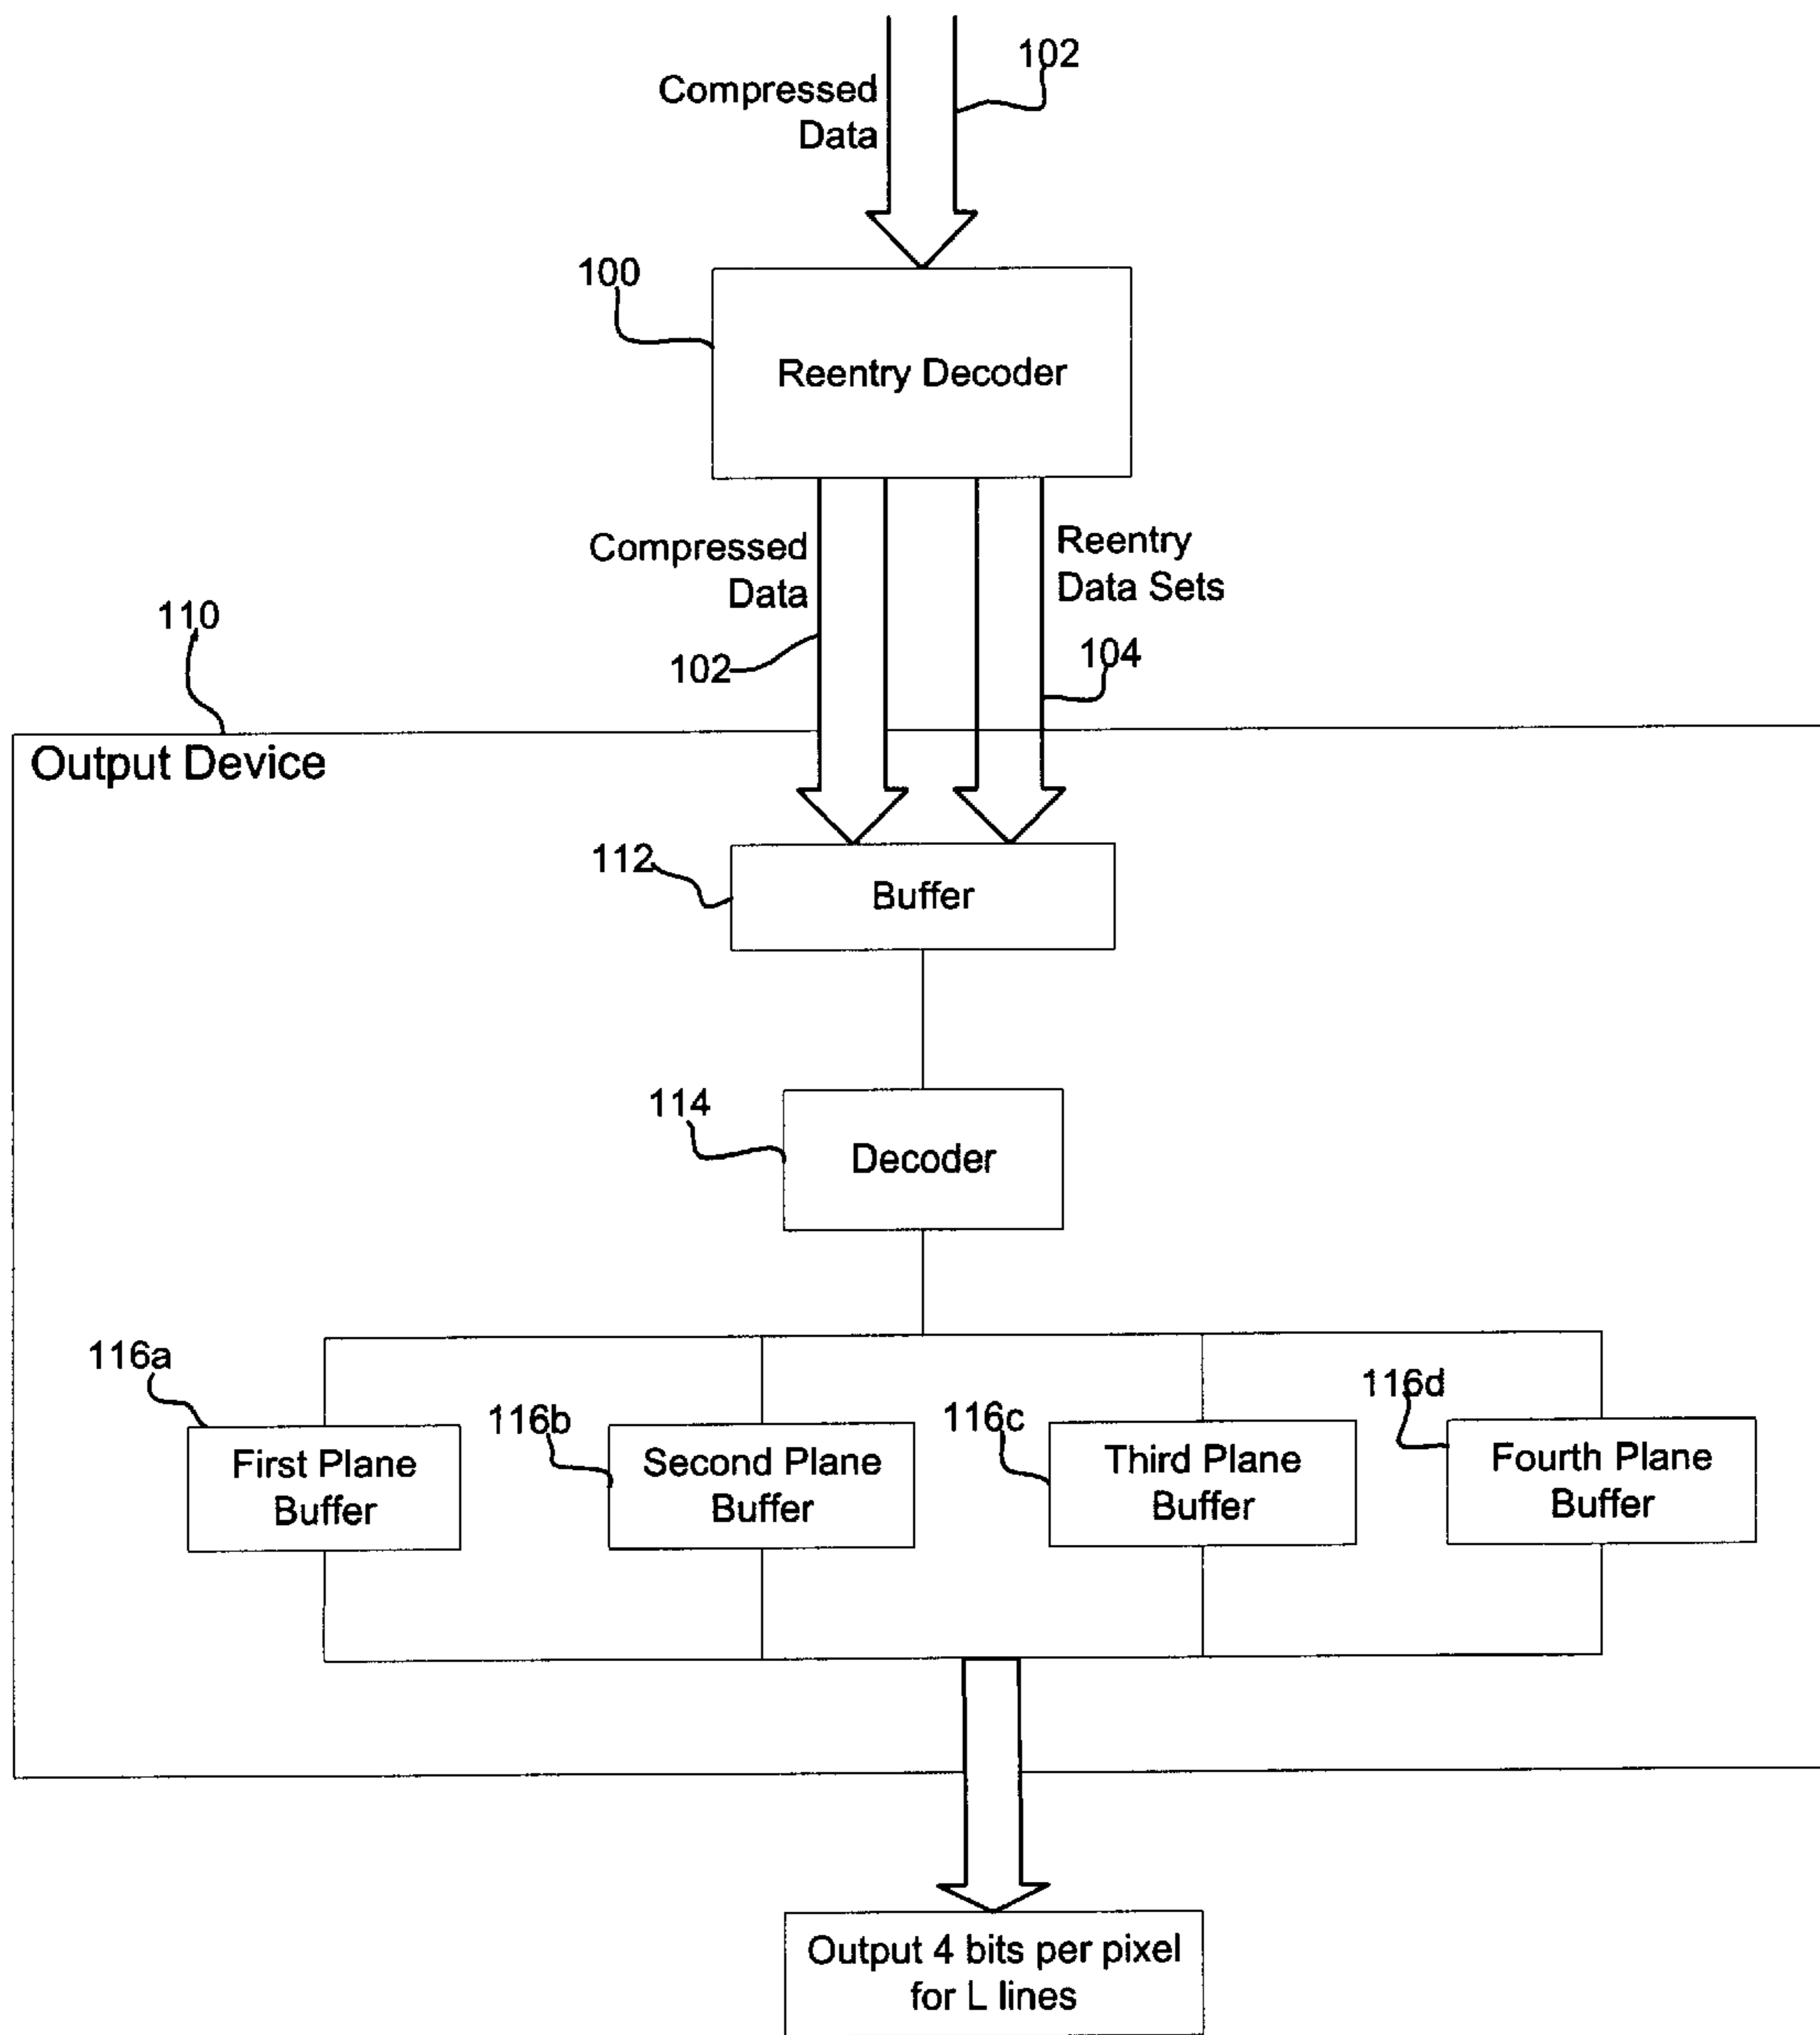 102
Compressed
Data
100
Reentry Decoder
Compressed
Data
Reentry
Data Sets
110
102
104
Output Device
112
Buffer
114
Decoder
116a
116b
116c
116d
First Plane
Buffer
Second Plane
Buffer
Third Plane
Buffer
Fourth Plane
Buffer
Output 4 bits per pixel
for L lines